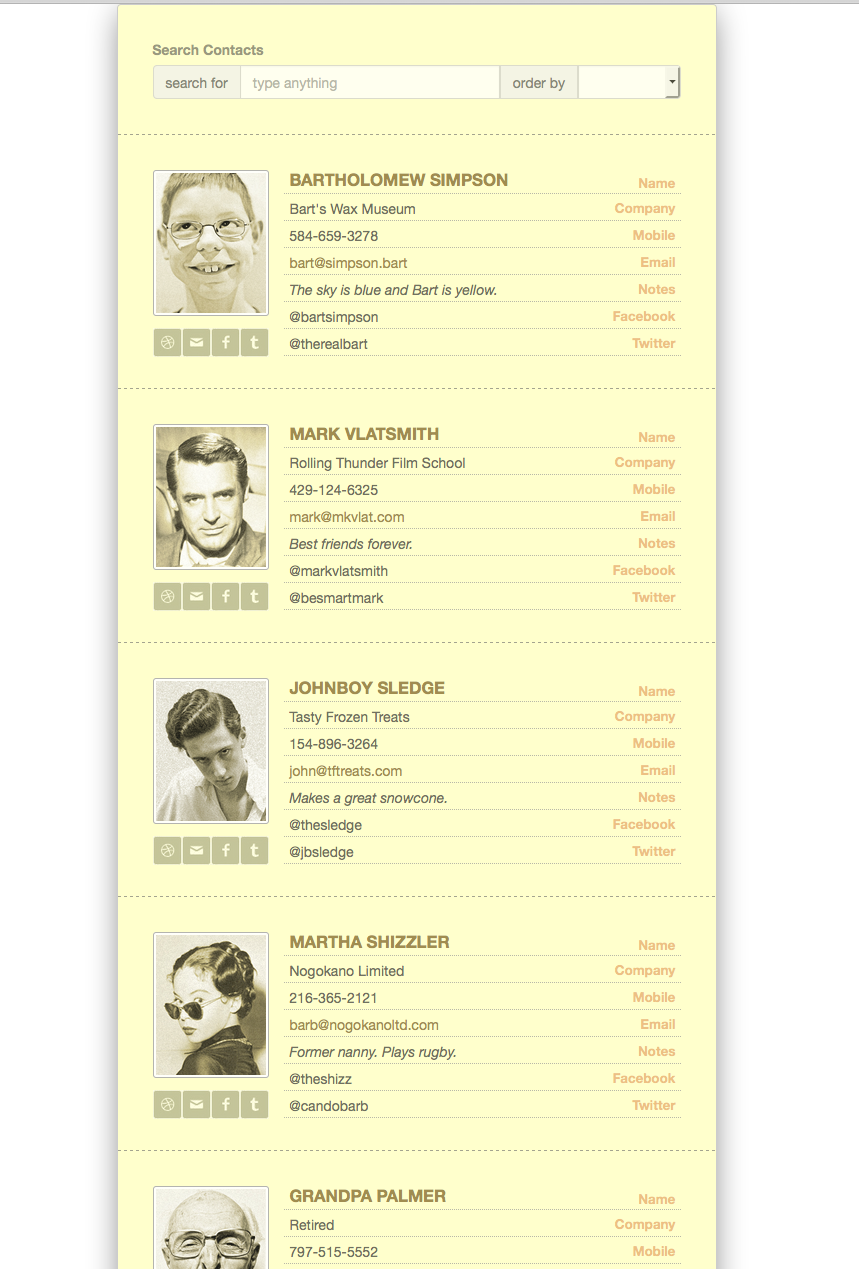 Search Contacts
search for type anything order by
BARTHOLOMEW SIMPSON Name
Bart's Wax Museum Company
584-659-3278 Mobile
bart@simpson.bart Email
The sky is blue and Bart is yellow. Notes
@bartsimpson Facebook
@therealbart Twitter
MARK VLATSMITH Name
Rolling Thunder Film School Company
429-124-6325 Mobile
mark@mkvlat.com Email
Best friends forever. Notes
@markvlatsmith Facebook
@besmartmark Twitter
JOHNBOY SLEDGE Name
Tasty Frozen Treats Company
154-896-3264 Mobile
john@tftreats.com Email
Makes a great snowcone. Notes
@thesledge Facebook
@jbsledge Twitter
MARTHA SHIZZLER Name
Nogokano Limited Company
216-365-2121 Mobile
barb@nogokanoltd.com Email
Former nanny. Plays rugby. Notes
@theshizz Facebook
@candobarb Twitter
GRANDPA PALMER Name
Retired Company
797-515-5552 Mobile